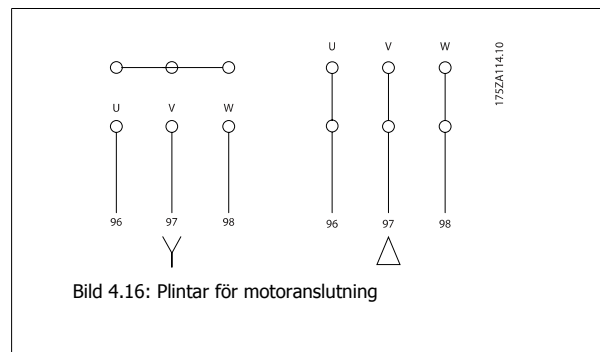 U V W
96 97 98
U V W
96 97 98
175ZA114.10
Bild 4.16: Plintar för motoranslutning